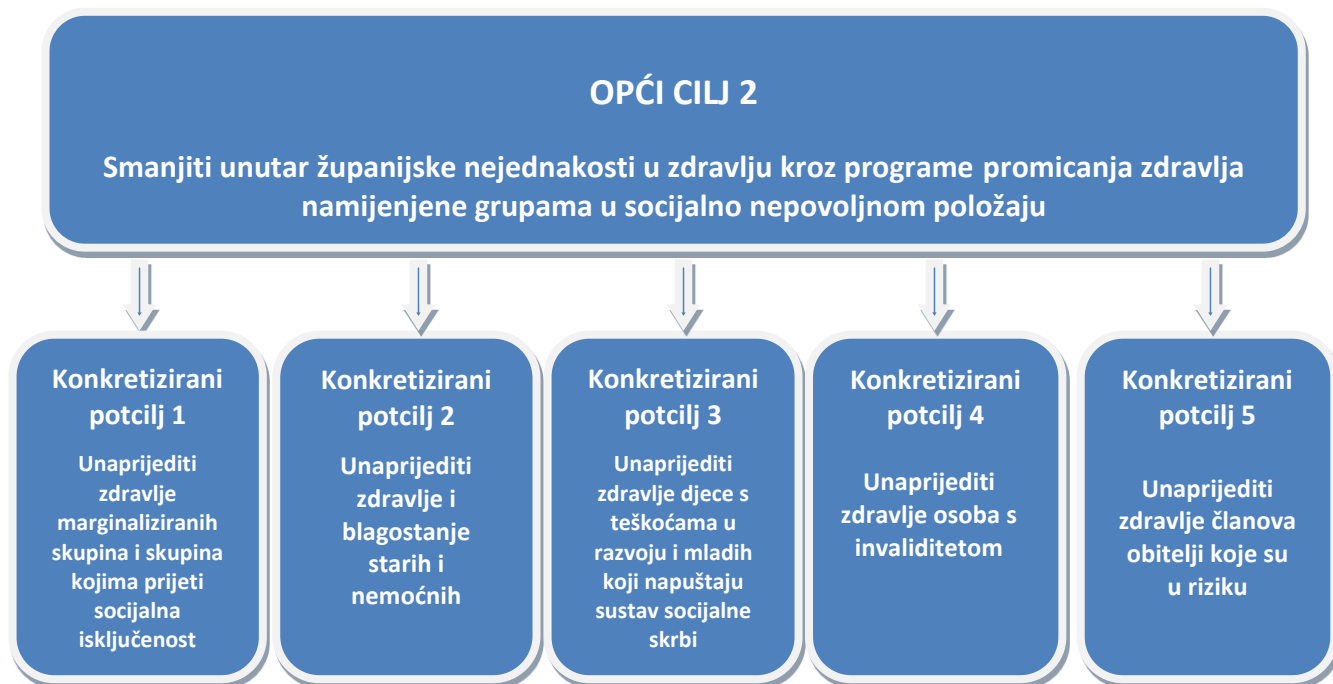 OPĆI CILJ 2
Smanjiti unutar županijske nejednakosti u zdravlju kroz programe promicanja zdravlja
namijenjene grupama u socijalno nepovoljnom položaju
Konkretizirani
potcilj 1
Unaprijediti
zdravlje
marginaliziranih
skupina i skupina
kojima prijeti
socijalna
isključenost
Konkretizirani
potcilj 2
Unaprijediti
zdravlje i
blagostanje
starih i
nemoćnih
Konkretizirani
potcilj 3
Unaprijediti
zdravlje djece s
teškoćama u
razvoju i mladih
koji napuštaju
sustav socijalne
skrbi
Konkretizirani
potcilj 4
Unaprijediti
zdravlje osoba s
invaliditetom
Konkretizirani
potcilj 5
Unaprijediti
zdravlje članova
obitelji koje su
u riziku